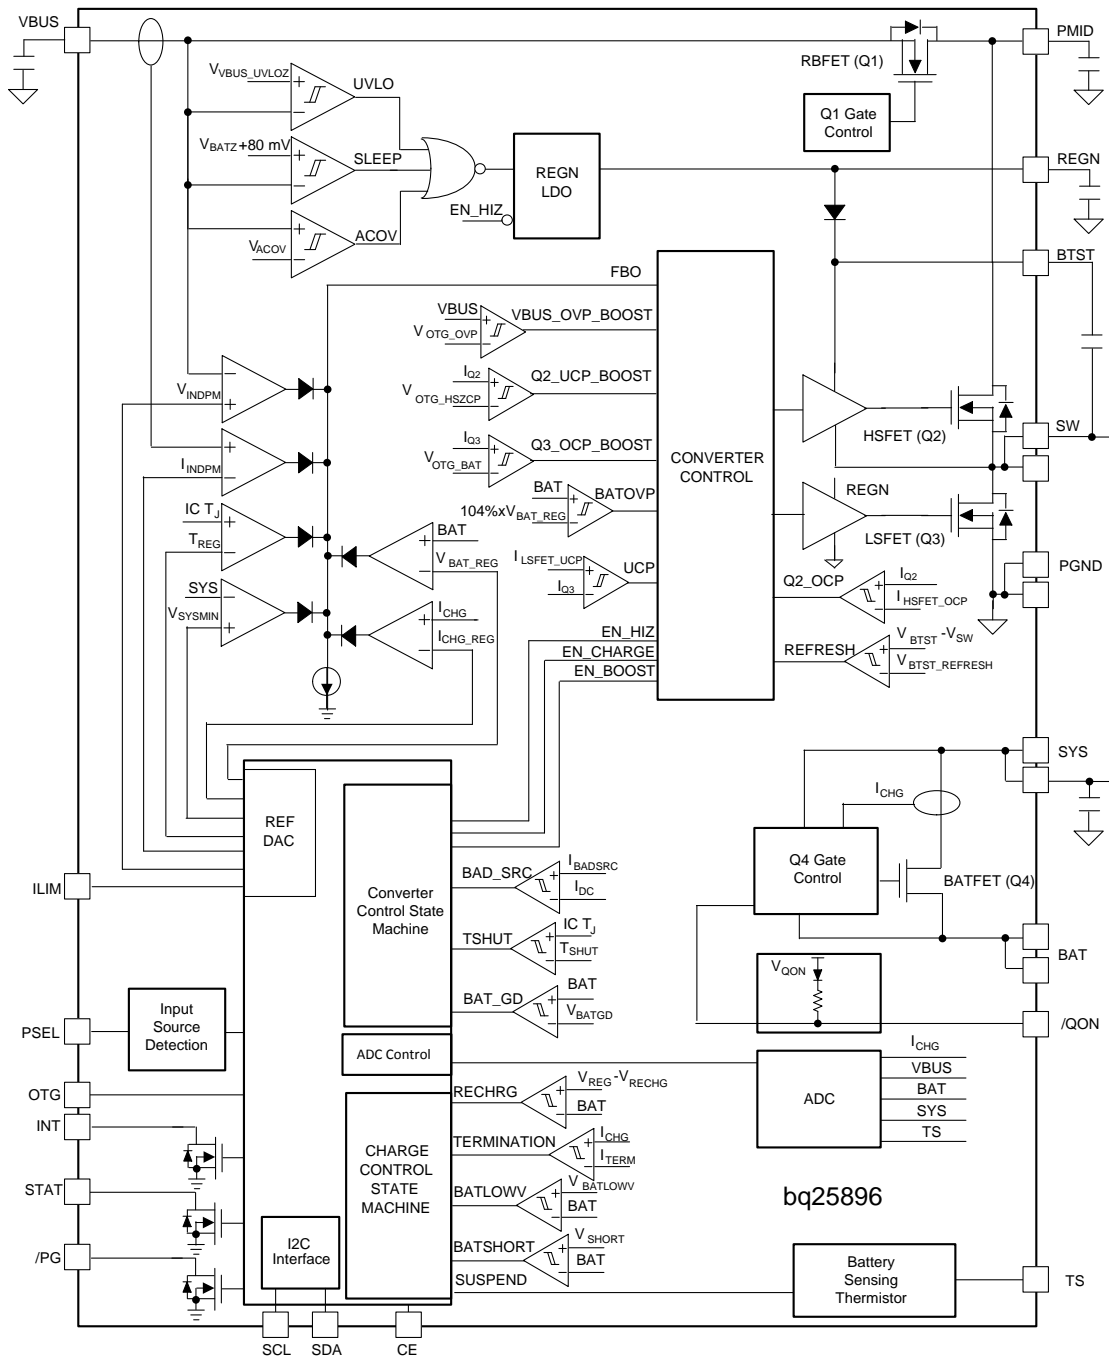 VBUS
PMID
RBFET (Q1)
V_VBUS_UVLOZ
UVLO
Q1 Gate
Control
V_BATZ+80 mV
SLEEP
REGN
LDO
REGN
EN_HIZ
ACOV
V_ACOV
BTST
FBO
VBUS
VBUS_OVP_BOOST
V_OTG_OVP
I_Q2
Q2_UCP_BOOST
V_OTG_HSZCP
V_INDPM
HSFET (Q2)
SW
I_Q3
Q3_OCP_BOOST
V_OTG_BAT
CONVERTER
CONTROL
I_INDPM
BAT
BATOVP
104%xV_BAT_REG
REGN
IC T_J
T_REG
BAT
V_BAT_REG
LSFET (Q3)
I_LSFET_UCP
UCP
I_Q3
PGND
Q2_OCP
I_Q2
I_HSFET_OCP
SYS
V_SYSMIN
I_CHG
I_CHG_REG
EN_HIZ
EN_CHARGE
EN_BOOST
REFRESH
V_BTST -V_SW
V_BTST_REFRESH
SYS
I_CHG
REF
DAC
Q4 Gate
Control
BATFET (Q4)
ILIM
Converter
Control State
Machine
BAD_SRC
I_BADSRC
I_DC
TSHUT
IC T_J
T_SHUT
BAT
V_QON
BAT_GD
BAT
V_BATGD
PSEL
Input
Source
Detection
/QON
ADC Control
ADC
I_CHG
VBUS
BAT
SYS
TS
OTG
RECHRG
V_REG -V_RECHG
BAT
INT
CHARGE
CONTROL
STATE
MACHINE
TERMINATION
I_CHG
I_TERM
STAT
BATLOWV
V_BATLOWV
BAT
bq25896
/PG
I2C
Interface
BATSHORT
V_SHORT
BAT
SUSPEND
Battery
Sensing
Thermistor
TS
SCL
SDA
CE